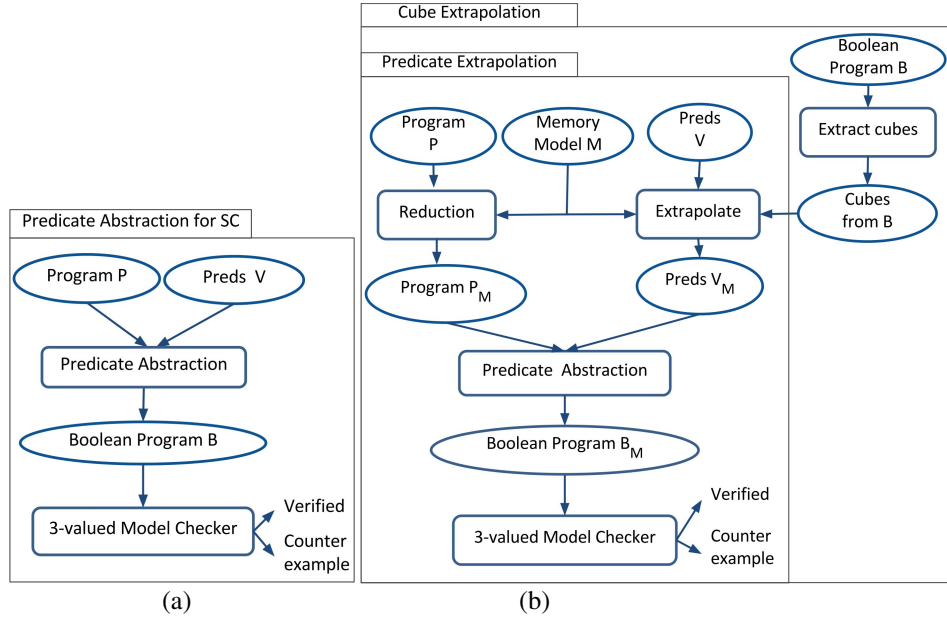 Predicate Abstraction for SC
Program P
Preds V
Predicate Abstraction
Boolean Program B
3-valued Model Checker
Verified
Counter
example
(a)
Cube Extrapolation
Predicate Extrapolation
Program
P
Memory
Model M
Preds
V
Boolean
Program B
Extract cubes
Cubes
from B
Reduction
Extrapolate
Program P_M
Preds V_M
Predicate Abstraction
Boolean Program B_M
3-valued Model Checker
Verified
Counter
example
(b)